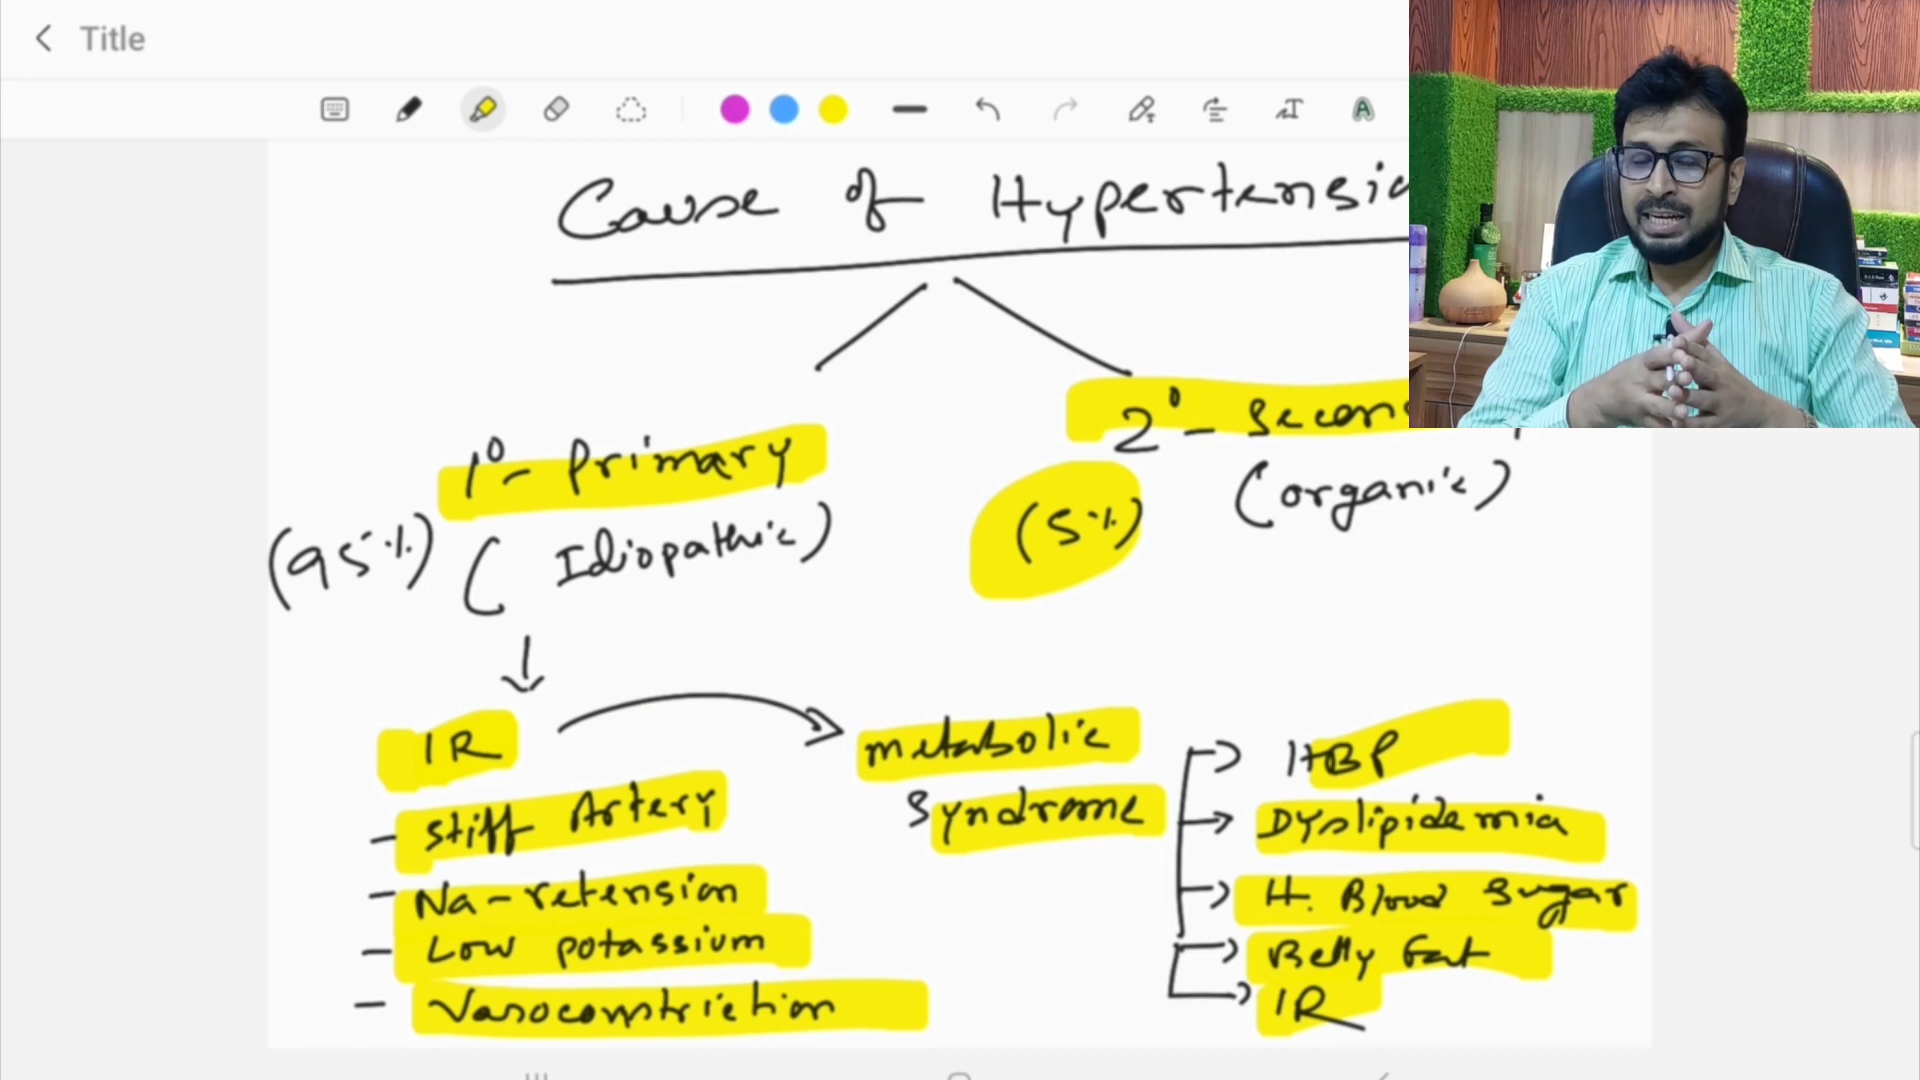 Title
Cause of Hypertensio
1° - Primary
2° - Secon
(95%) (Idiopathic)
(5%) (organic)
IR
metabolic
Syndrome
- Stiff Artery
- Na-retension
- Low potassium
- Vasoconstriction
HBP
Dyslipidemia
H. Blood Sugar
Belly Fat
IR